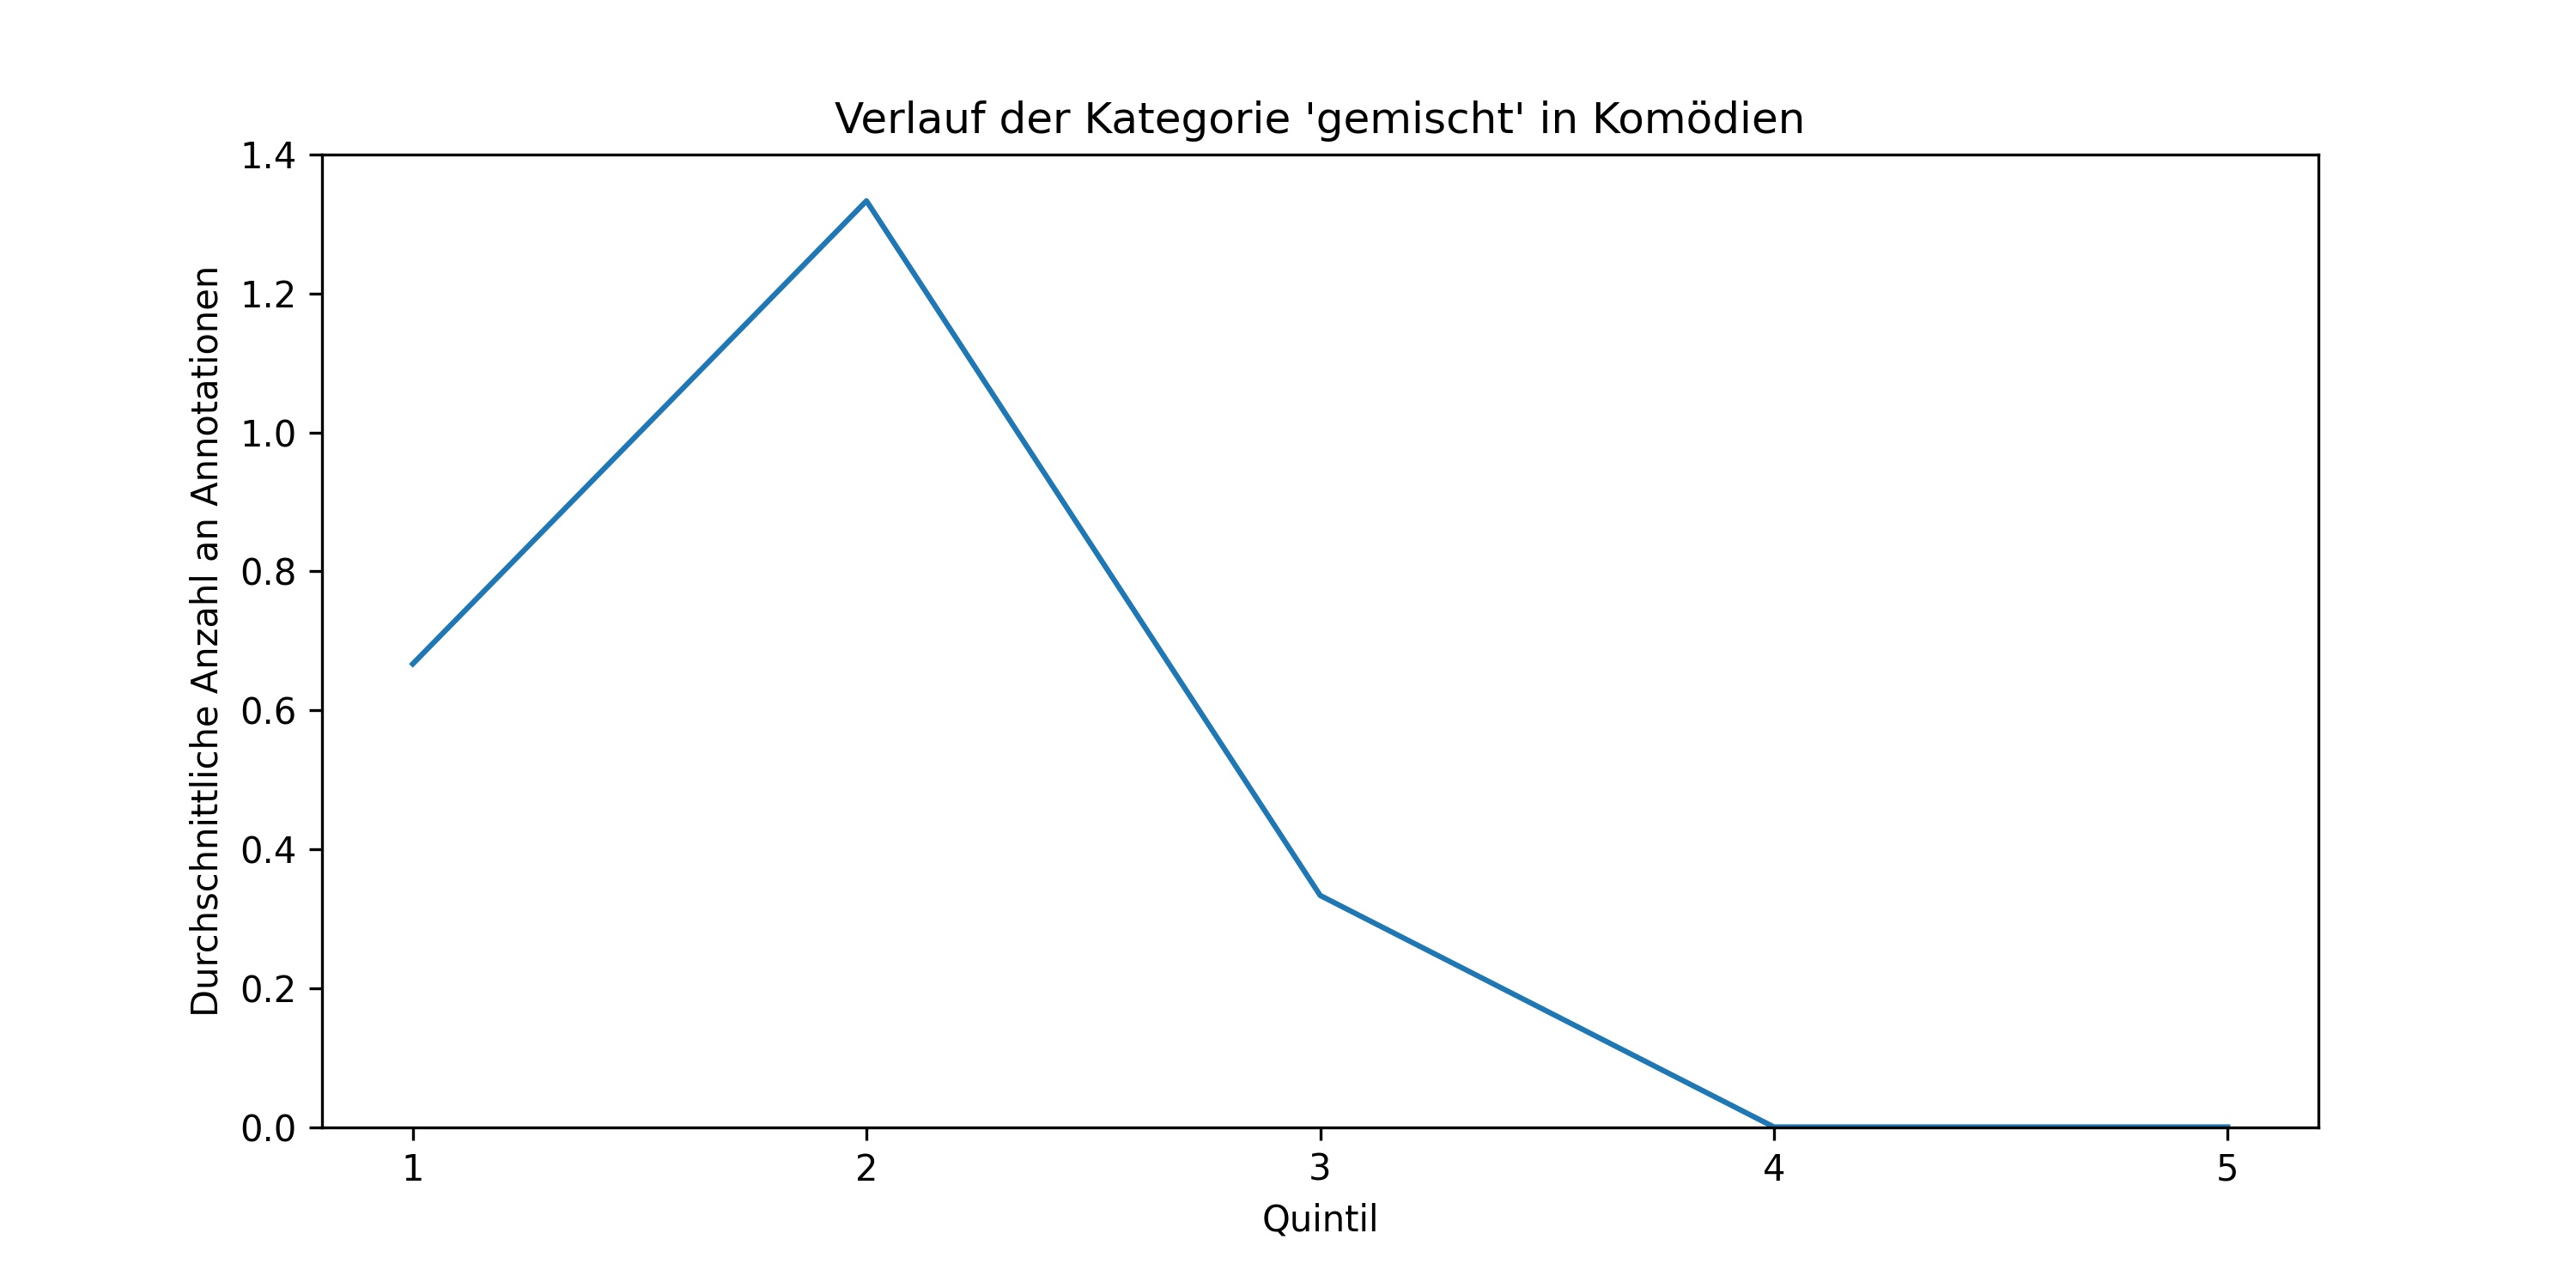 Verlauf der Kategorie 'gemischt' in Komödien
Durchschnittliche Anzahl an Annotationen
1.4
1.2
1.0
0.8
0.6
0.4
0.2
0.0
1 2 3 4 5
Quintil